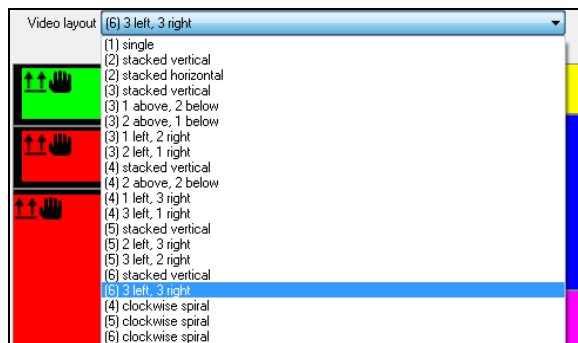 Video layout (6) 3 left, 3 right
(1) single
(2) stacked vertical
(2) stacked horizontal
(3) stacked vertical
(3) 1 above, 2 below
(3) 2 above, 1 below
(3) 1 left, 2 right
(3) 2 left, 1 right
(4) stacked vertical
(4) 2 above, 2 below
(4) 1 left, 3 right
(4) 3 left, 1 right
(5) stacked vertical
(5) 2 left, 3 right
(5) 3 left, 2 right
(6) stacked vertical
(6) 3 left, 3 right
(4) clockwise spiral
(5) clockwise spiral
(6) clockwise spiral